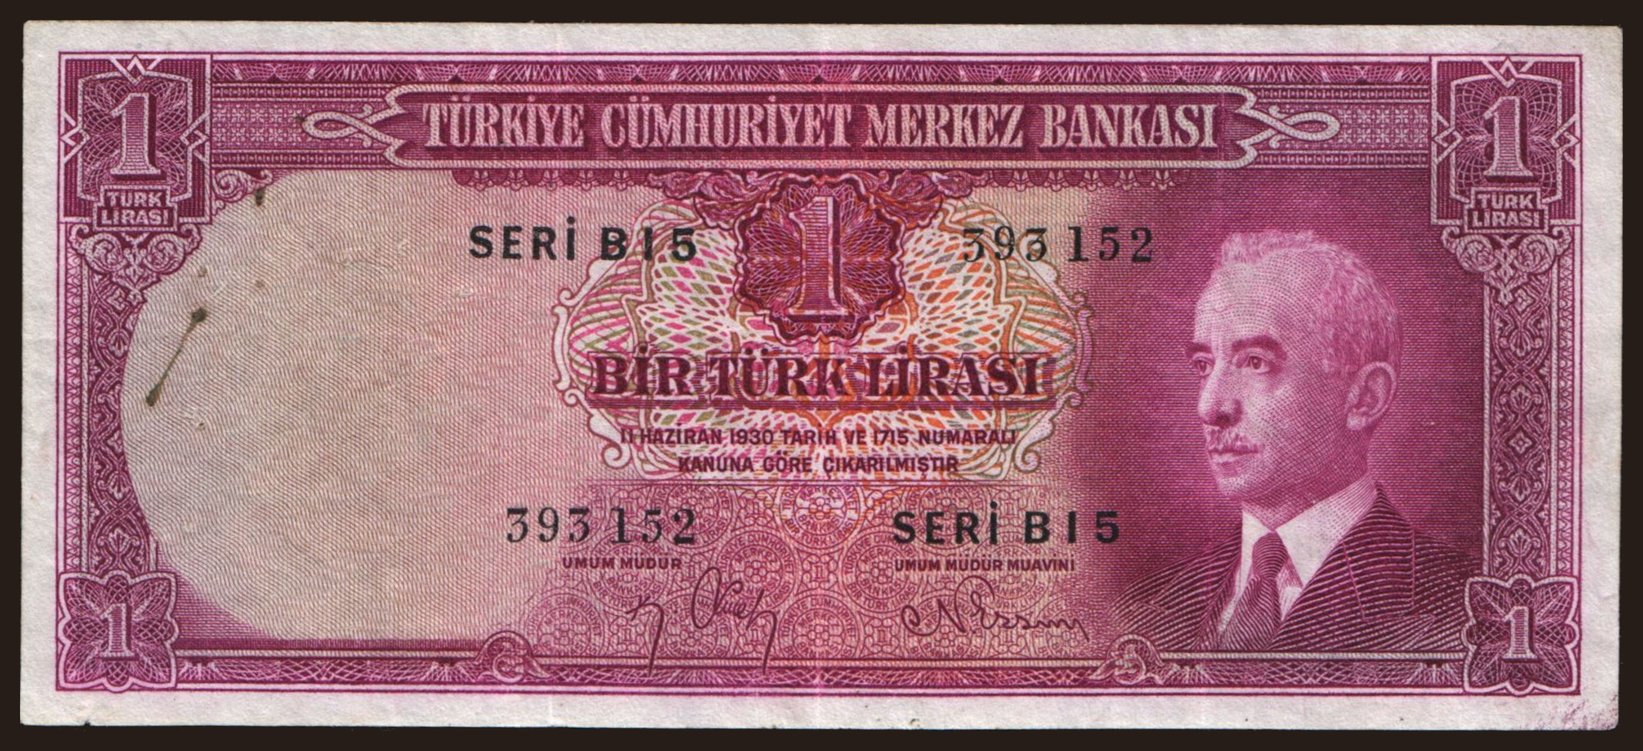 1
TÜRKİYE CÜMHURİYET MERKEZ BANKASI
1
TÜRK
LİRASI
TÜRK
LİRASI
SERİ B15
1
393152
BİR TÜRK LİRASI
11 HAZİRAN 1930 TARİH VE 1715 NUMARALI
KANUNA GÖRE ÇIKARILMIŞTIR
393152
SERİ B15
UMUM MÜDÜR
UMUM MÜDÜR MUAVİNİ
1
1